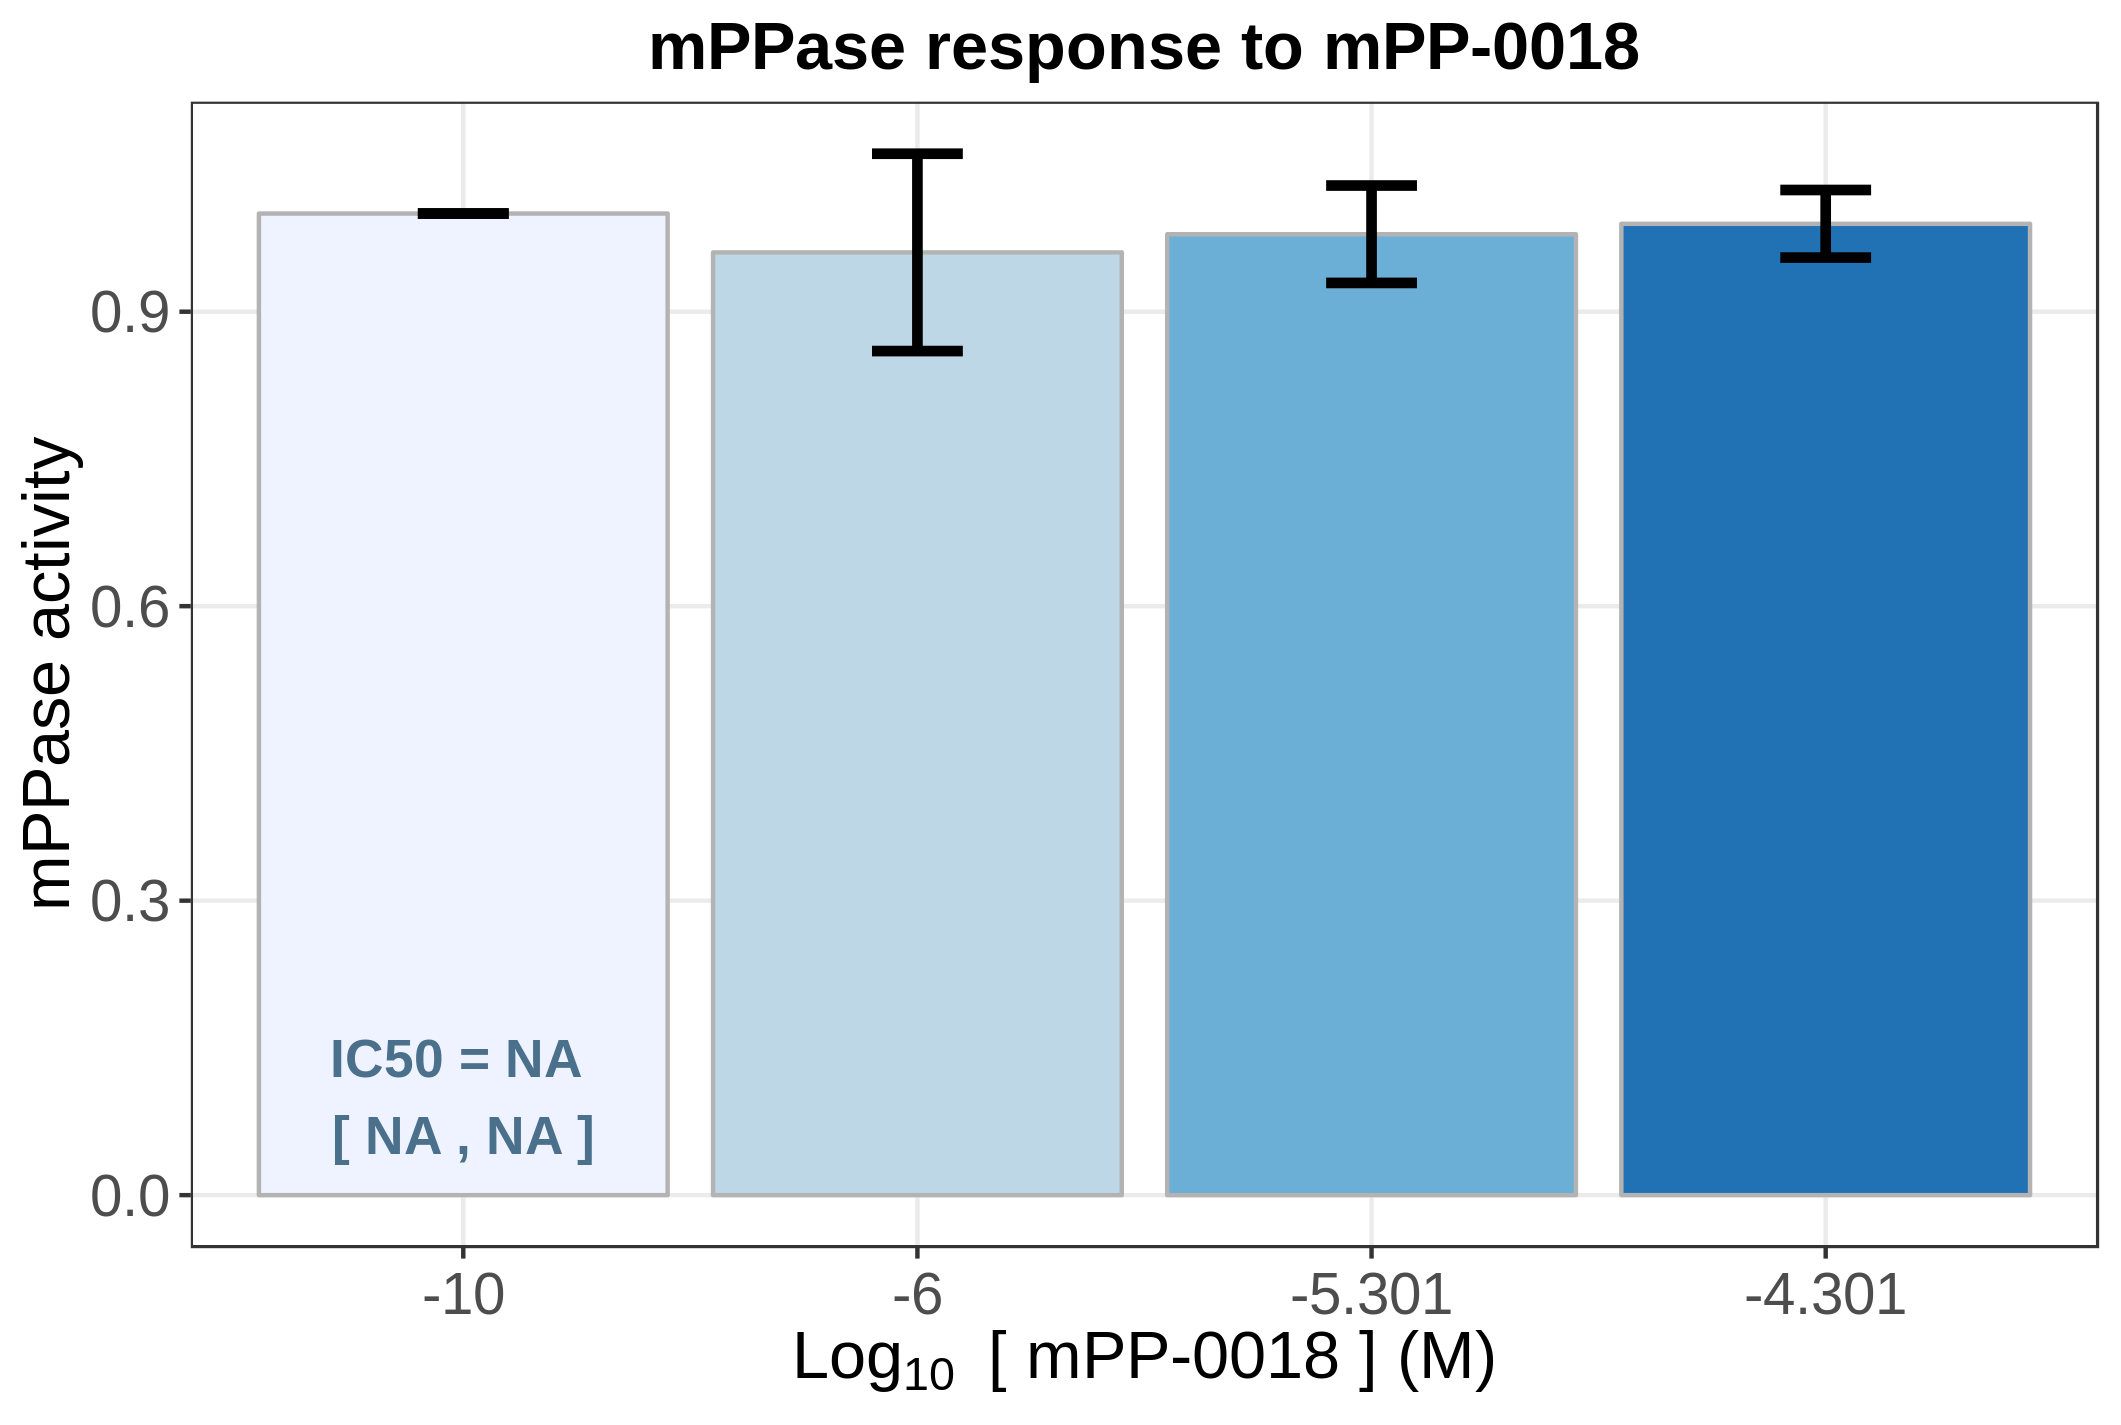 mPPase response to mPP-0018
mPPase activity
0.9
0.6
0.3
0.0
IC50 = NA
[ NA , NA ]
-10
-6
-5.301
-4.301
Log10 [ mPP-0018 ] (M)